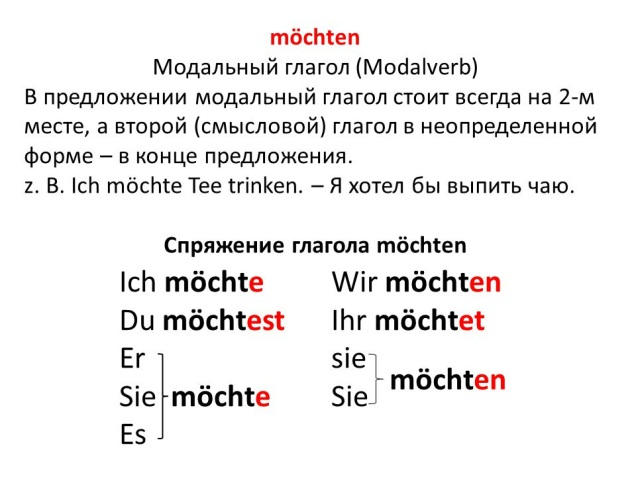 möchten
Модальный глагол (Modalverb)
В предложении модальный глагол стоит всегда на 2-м
месте, а второй (смысловой) глагол в неопределенной
форме – в конце предложения.
z. B. Ich möchte Tee trinken. – Я хотел бы выпить чаю.
Спряжение глагола möchten
Ich möchte Wir möchten
Du möchtest Ihr möchtet
Er sie
möchten
Sie möchte Sie
Es